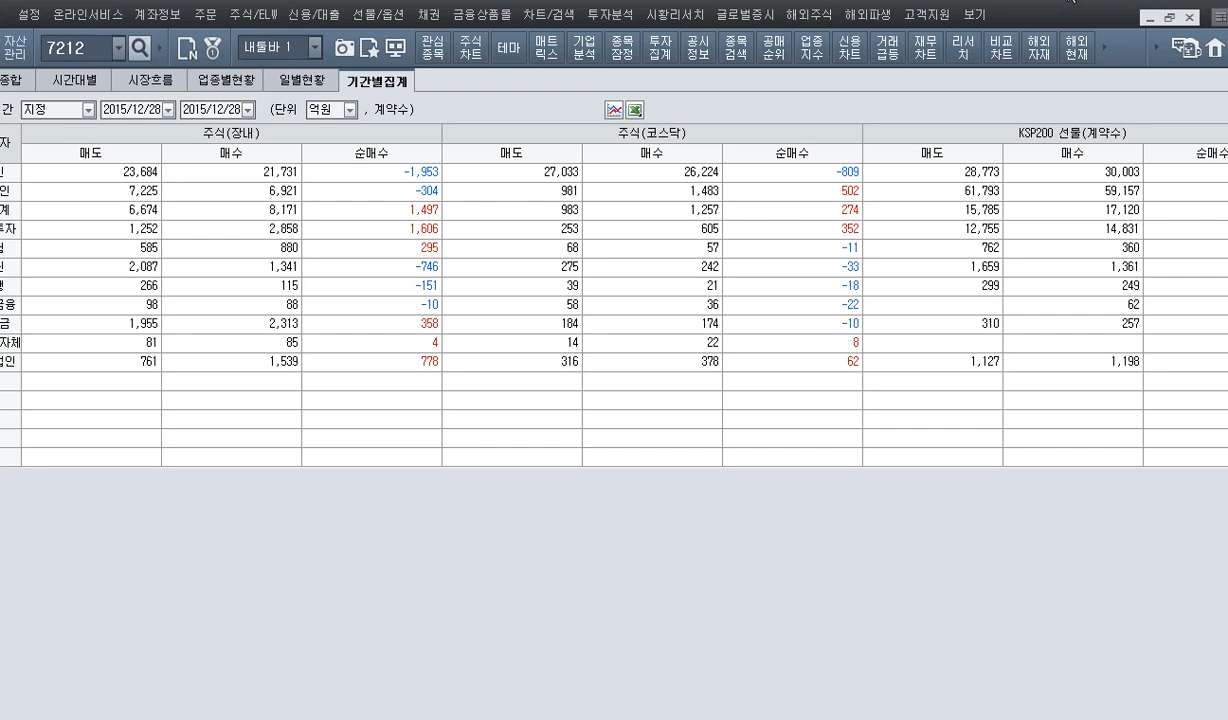 설정 온라인서비스 계좌정보 주문 주식/ELW 신용/대출 선물/옵션 채권 금융상품몰 차트/검색 투자분석 시황리서치 글로벌증시 해외주식 해외파생 고객지원 보기
자산관리 7212 내툴바 1 관심종목 주식차트 테마 매트릭스 기업분석 종목잠정 투자집계 공시정보 종목검색 공매순위 업종지수 신용차트 거래급등 재무차트 리서치 비교차트 해외자재 해외현재
종합 시간대별 시장흐름 업종별현황 일별현황 기간별집계
간 지정 2015/12/28 2015/12/28 (단위 억원 , 계약수)
자 주식(장내) 주식(코스닥) KSP200 선물(계약수)
매도 매수 순매수 매도 매수 순매수 매도 매수 순매수
23,684 21,731 -1,953 27,033 26,224 -809 28,773 30,003
인 7,225 6,921 -304 981 1,483 502 61,793 59,157
계 6,674 8,171 1,497 983 1,257 274 15,785 17,120
투자 1,252 2,858 1,606 253 605 352 12,755 14,831
585 880 295 68 57 -11 762 360
2,087 1,341 -746 275 242 -33 1,659 1,361
266 115 -151 39 21 -18 299 249
금융 98 88 -10 58 36 -22 62
금 1,955 2,313 358 184 174 -10 310 257
자체 81 85 4 14 22 8
법인 761 1,539 778 316 378 62 1,127 1,198